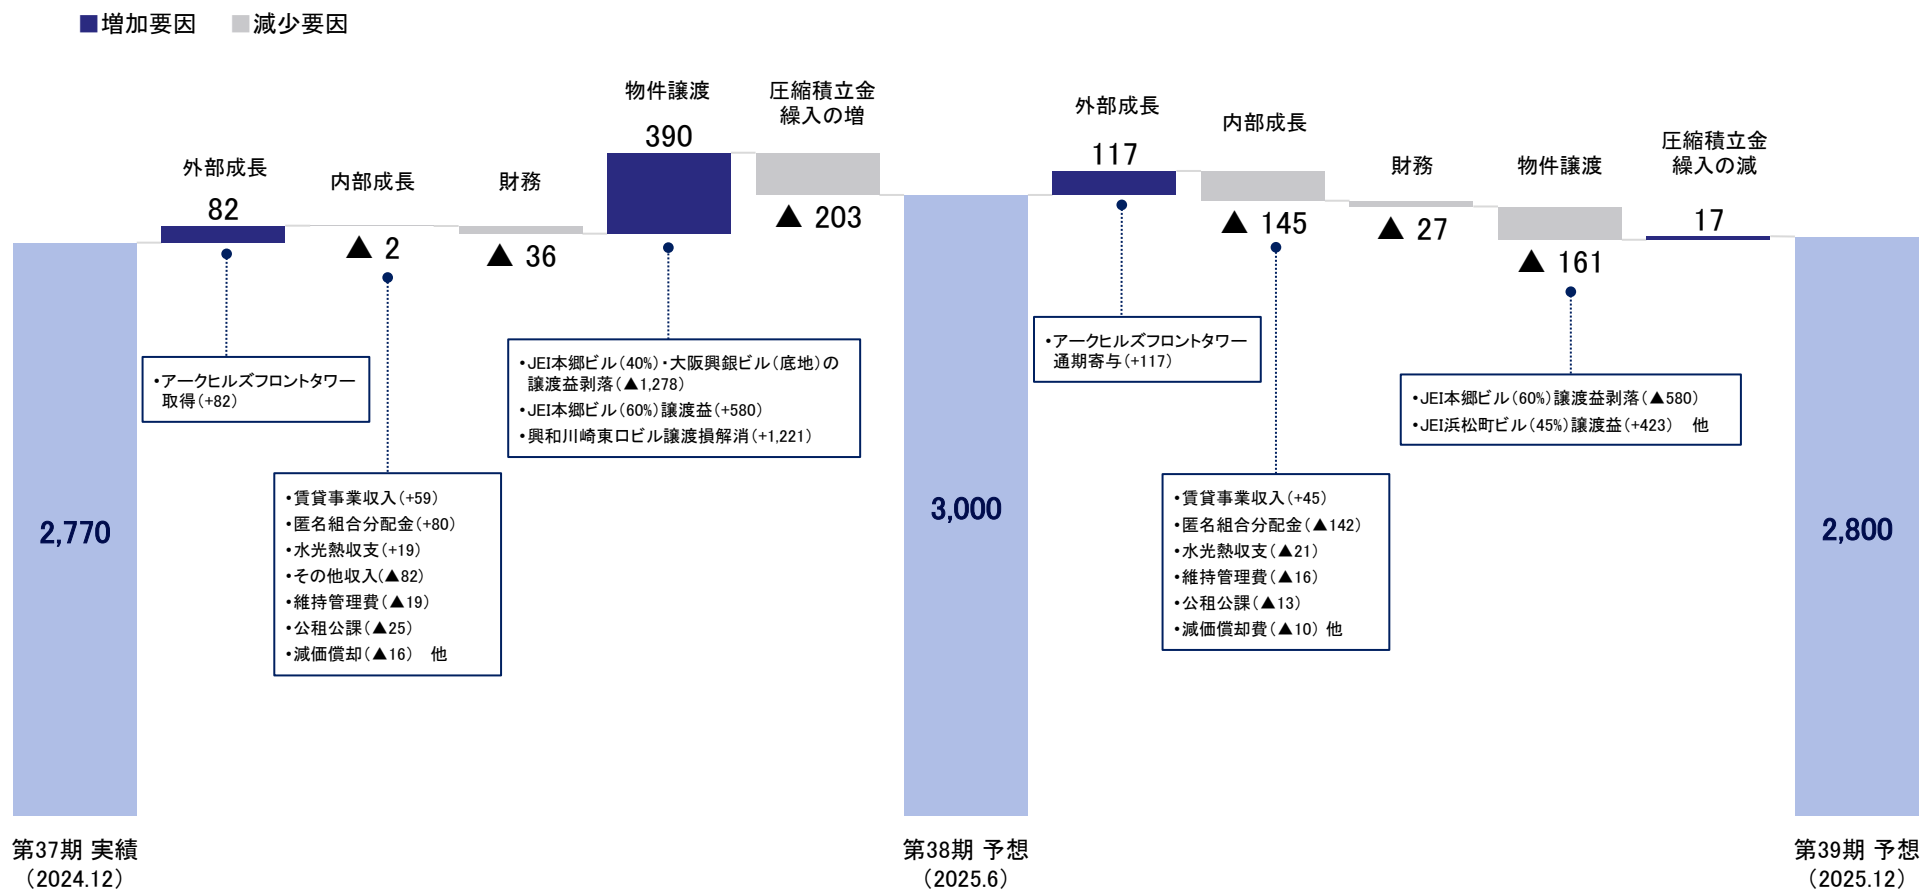 増加要因 減少要因
外部成長
82
内部成長
▲ 2
財務
▲ 36
物件譲渡
390
圧縮積立金
繰入の増
▲ 203
外部成長
117
内部成長
▲ 145
財務
▲ 27
物件譲渡
▲ 161
圧縮積立金
繰入の減
17
•アークヒルズフロントタワー
取得(+82)
•賃貸事業収入(+59)
•匿名組合分配金(+80)
•水光熱収支(+19)
•その他収入(▲82)
•維持管理費(▲19)
•公租公課(▲25)
•減価償却(▲16) 他
•JEI本郷ビル(40%)・大阪興銀ビル(底地)の
譲渡益剥落(▲1,278)
•JEI本郷ビル(60%)譲渡益(+580)
•興和川崎東口ビル譲渡損解消(+1,221)
•アークヒルズフロントタワー
通期寄与(+117)
•賃貸事業収入(+45)
•匿名組合分配金(▲142)
•水光熱収支(▲21)
•維持管理費(▲16)
•公租公課(▲13)
•減価償却費(▲10) 他
•JEI本郷ビル(60%)譲渡益剥落(▲580)
•JEI浜松町ビル(45%)譲渡益(+423) 他
2,770
3,000
2,800
第37期 実績
(2024.12)
第38期 予想
(2025.6)
第39期 予想
(2025.12)